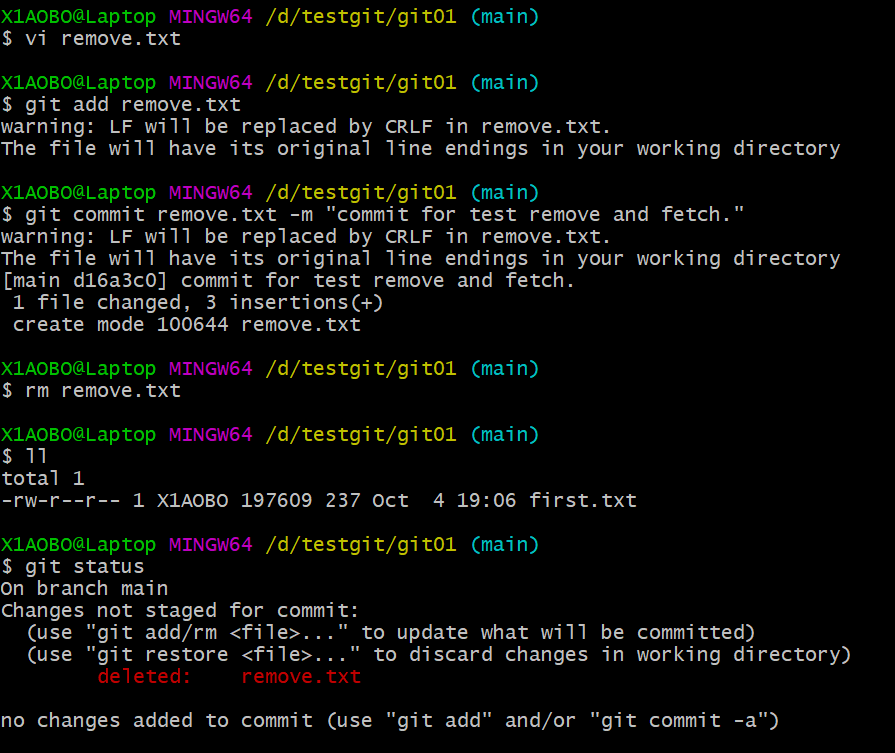 X1AOBO@Laptop MINGW64 /d/testgit/git01 (main)
$ vi remove.txt
X1AOBO@Laptop MINGW64 /d/testgit/git01 (main)
$ git add remove.txt
warning: LF will be replaced by CRLF in remove.txt.
The file will have its original line endings in your working directory
X1AOBO@Laptop MINGW64 /d/testgit/git01 (main)
$ git commit remove.txt -m "commit for test remove and fetch."
warning: LF will be replaced by CRLF in remove.txt.
The file will have its original line endings in your working directory
[main d16a3c0] commit for test remove and fetch.
 1 file changed, 3 insertions(+)
 create mode 100644 remove.txt
X1AOBO@Laptop MINGW64 /d/testgit/git01 (main)
$ rm remove.txt
X1AOBO@Laptop MINGW64 /d/testgit/git01 (main)
$ ll
total 1
-rw-r--r-- 1 X1AOBO 197609 237 Oct  4 19:06 first.txt
X1AOBO@Laptop MINGW64 /d/testgit/git01 (main)
$ git status
On branch main
Changes not staged for commit:
  (use "git add/rm <file>..." to update what will be committed)
  (use "git restore <file>..." to discard changes in working directory)
        deleted:    remove.txt
no changes added to commit (use "git add" and/or "git commit -a")